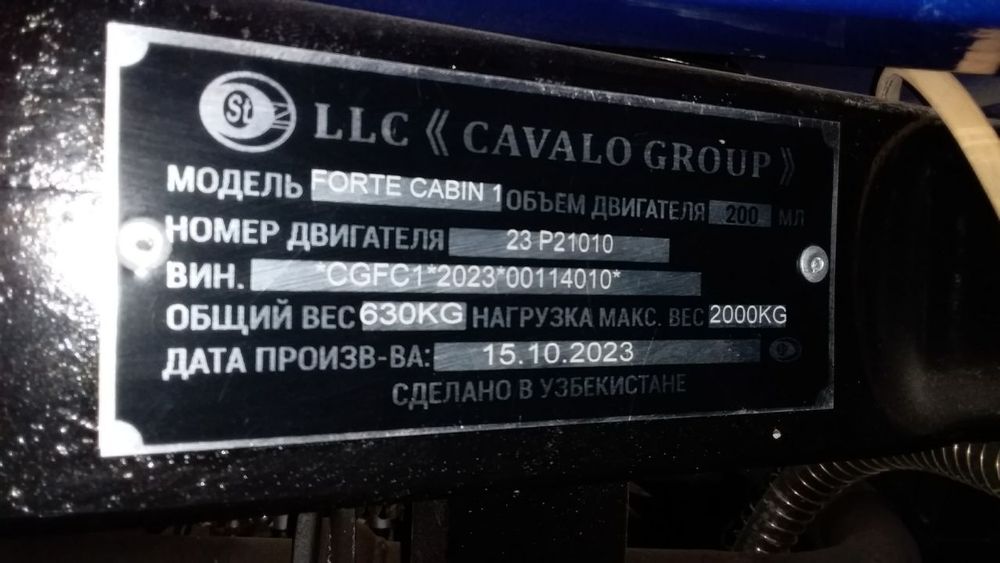 St LLC《CAVALO GROUP》
МОДЕЛЬ FORTE CABIN 1 ОБЪЕМ ДВИГАТЕЛЯ 200 МЛ
НОМЕР ДВИГАТЕЛЯ 23 P21010
ВИН. *CGFC1*2023*00114010*
ОБЩИЙ ВЕС 630KG НАГРУЗКА МАКС. ВЕС 2000KG
ДАТА ПРОИЗВ-ВА: 15.10.2023
СДЕЛАНО В УЗБЕКИСТАНЕ